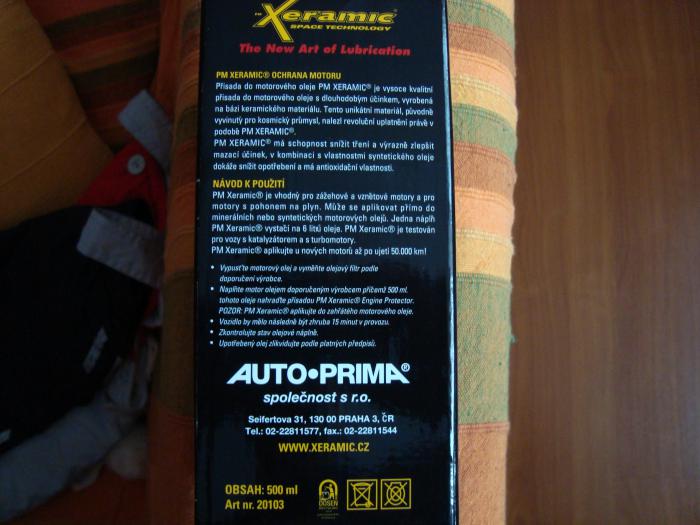 PM Xeramic®
SPACE TECHNOLOGY
The New Art of Lubrication
PM XERAMIC® OCHRANA MOTORU
Přísada do motorového oleje PM XERAMIC® je vysoce kvalitní
přísada do motorového oleje s dlouhodobým účinkem, vyrobená
na bázi keramického materiálu. Tento unikátní materiál, původně
vyvinutý pro kosmický průmysl, nalezl revoluční uplatnění právě v
podobě PM XERAMIC®.
PM XERAMIC® má schopnost snížit tření a výrazně zlepšit
mazací účinek, v kombinaci s vlastnostmi syntetického oleje
dokáže snížit opotřebení a má antioxidační vlastnosti.
NÁVOD K POUŽITÍ
PM Xeramic® je vhodný pro zážehové a vznětové motory a pro
motory s pohonem na plyn. Může se aplikovat přímo do
minerálních nebo syntetických motorových olejů. Jedna náplň
PM Xeramic® vystačí na 6 litrů oleje. PM Xeramic® je testován
pro vozy s katalyzátorem a s turbomotory.
PM Xeramic® aplikujte u nových motorů až po ujetí 50.000 km!
• Vypusťte motorový olej a vyměňte olejový filtr podle
doporučení výrobce.
• Naplňte motor olejem doporučeným výrobcem přičemž 500 ml.
tohoto oleje nahraďte přísadou PM Xeramic® Engine Protector.
POZOR: PM Xeramic® aplikujte do zahřátého motorového oleje.
• Vozidlo by mělo následně být zhruba 15 minut v provozu.
• Zkontrolujte stav olejové náplně.
• Upotřebený olej zlikvidujte podle platných předpisů.
AUTO•PRIMA®
společnost s r.o.
Seifertova 31, 130 00 PRAHA 3, ČR
Tel.: 02-22811577, fax.: 02-22811544
WWW.XERAMIC.CZ
OBSAH: 500 ml
Art nr. 20103
DOSEN